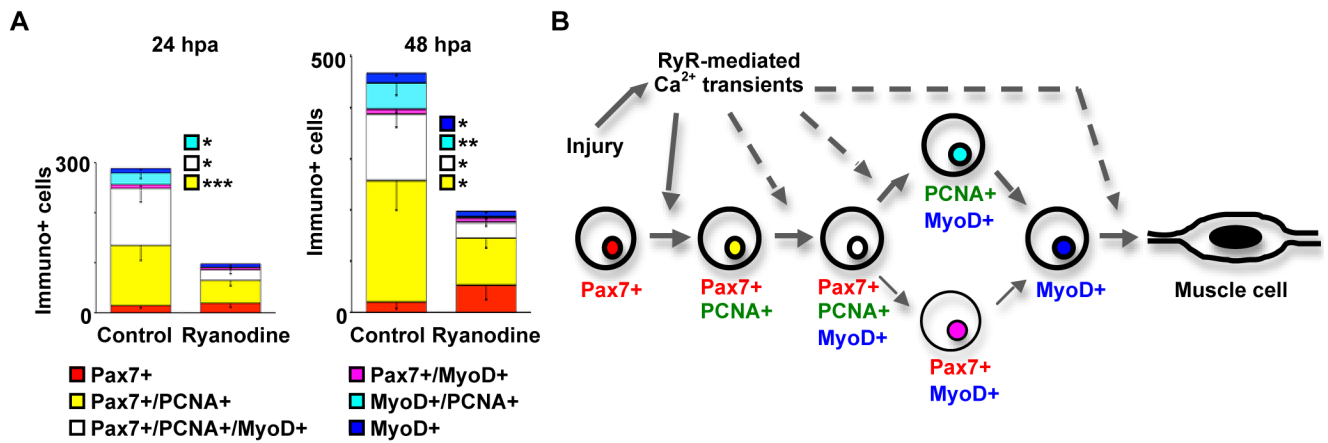 A
24 hpa
48 hpa
Immuno+ cells
300
0
Control Ryanodine
*
*
***
Immuno+ cells
500
0
Control Ryanodine
*
**
*
*
Pax7+
Pax7+/PCNA+
Pax7+/PCNA+/MyoD+
Pax7+/MyoD+
MyoD+/PCNA+
MyoD+
B
RyR-mediated
Ca²⁺ transients
Injury
Pax7+
Pax7+
PCNA+
Pax7+
PCNA+
MyoD+
PCNA+
MyoD+
Pax7+
MyoD+
MyoD+
Muscle cell